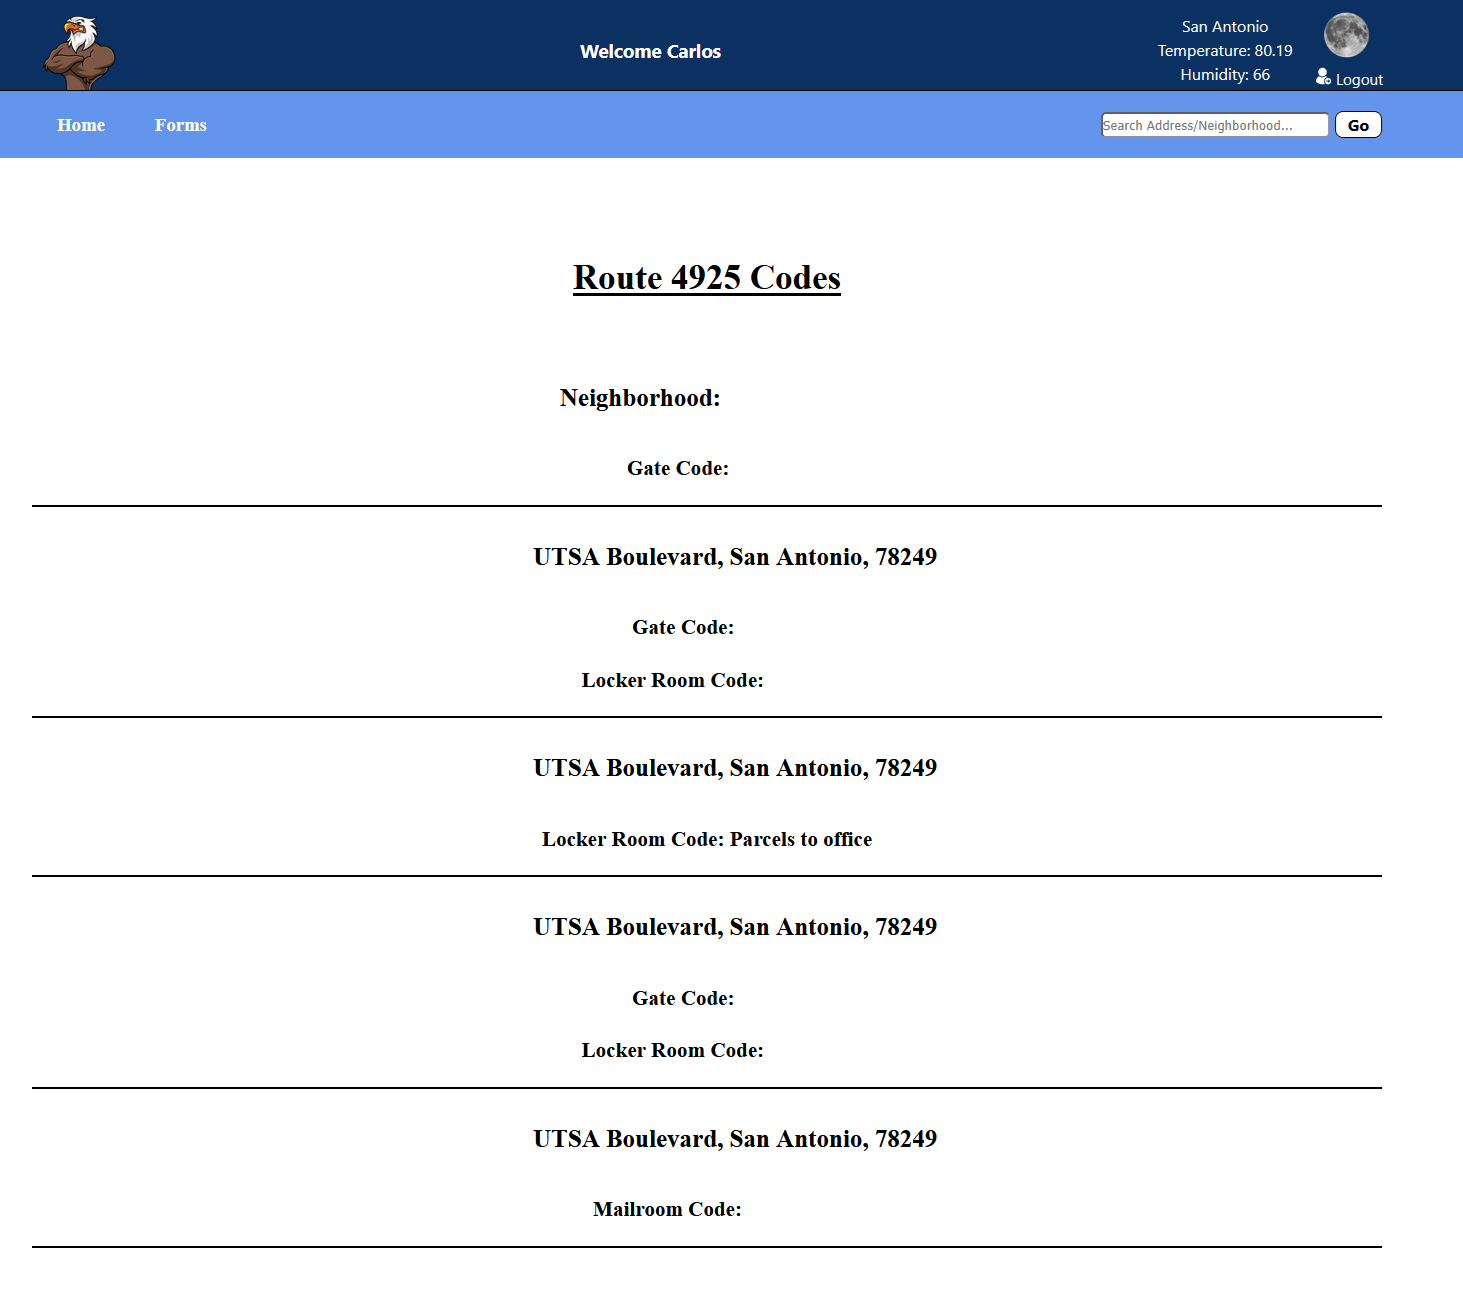 Welcome Carlos
San Antonio
Temperature: 80.19
Humidity: 66
Logout
Home Forms
Search Address/Neighborhood... Go
Route 4925 Codes
Neighborhood:
Gate Code:
UTSA Boulevard, San Antonio, 78249
Gate Code:
Locker Room Code:
UTSA Boulevard, San Antonio, 78249
Locker Room Code: Parcels to office
UTSA Boulevard, San Antonio, 78249
Gate Code:
Locker Room Code:
UTSA Boulevard, San Antonio, 78249
Mailroom Code: